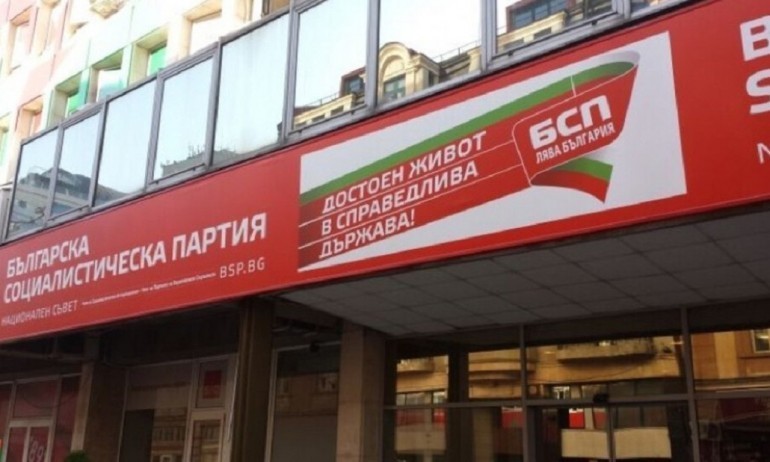 БЪЛГАРСКА
СОЦИАЛИСТИЧЕСКА ПАРТИЯ
НАЦИОНАЛЕН СЪВЕТ
BSP.BG
ДОСТОЕН ЖИВОТ
В СПРАВЕДЛИВА
ДЪРЖАВА!
БСП
ЛЯВА БЪЛГАРИЯ
B
S
N